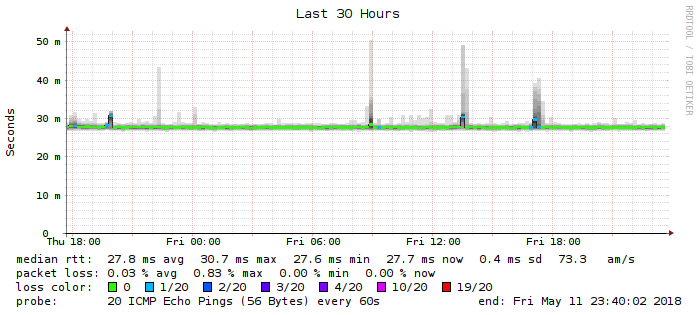 Last 30 Hours
RRDTOOL / TOBI OETIKER
Seconds
50 m
40 m
30 m
20 m
10 m
0
Thu 18:00 Fri 00:00 Fri 06:00 Fri 12:00 Fri 18:00
median rtt: 27.8 ms avg 30.7 ms max 27.6 ms min 27.7 ms now 0.4 ms sd 73.3 am/s
packet loss: 0.03 % avg 0.83 % max 0.00 % min 0.00 % now
loss color: 0 1/20 2/20 3/20 4/20 10/20 19/20
probe: 20 ICMP Echo Pings (56 Bytes) every 60s end: Fri May 11 23:40:02 2018